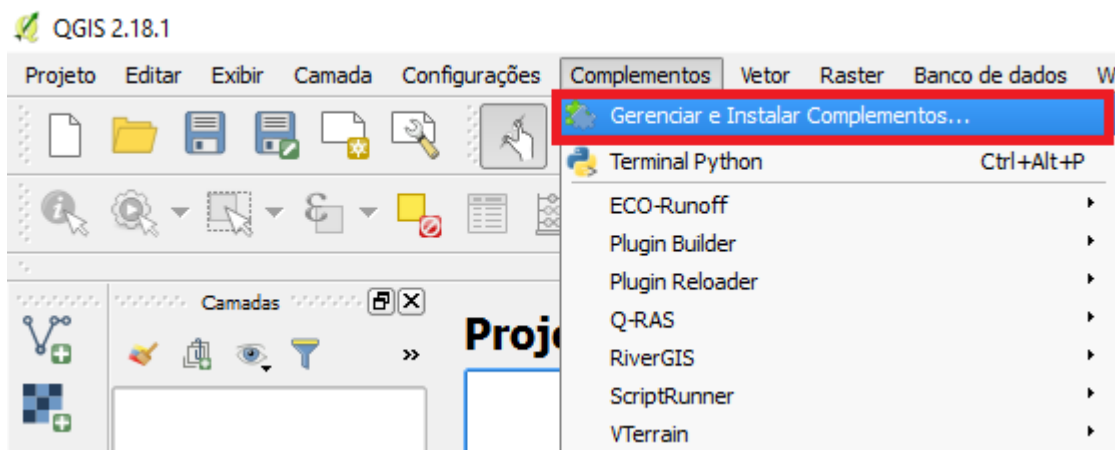 QGIS 2.18.1
Projeto Editar Exibir Camada Configurações Complementos Vetor Raster Banco de dados W
Gerenciar e Instalar Complementos...
Terminal Python Ctrl+Alt+P
ECO-Runoff
Plugin Builder
Plugin Reloader
Camadas
Q-RAS
Proj
RiverGIS
ScriptRunner
VTerrain